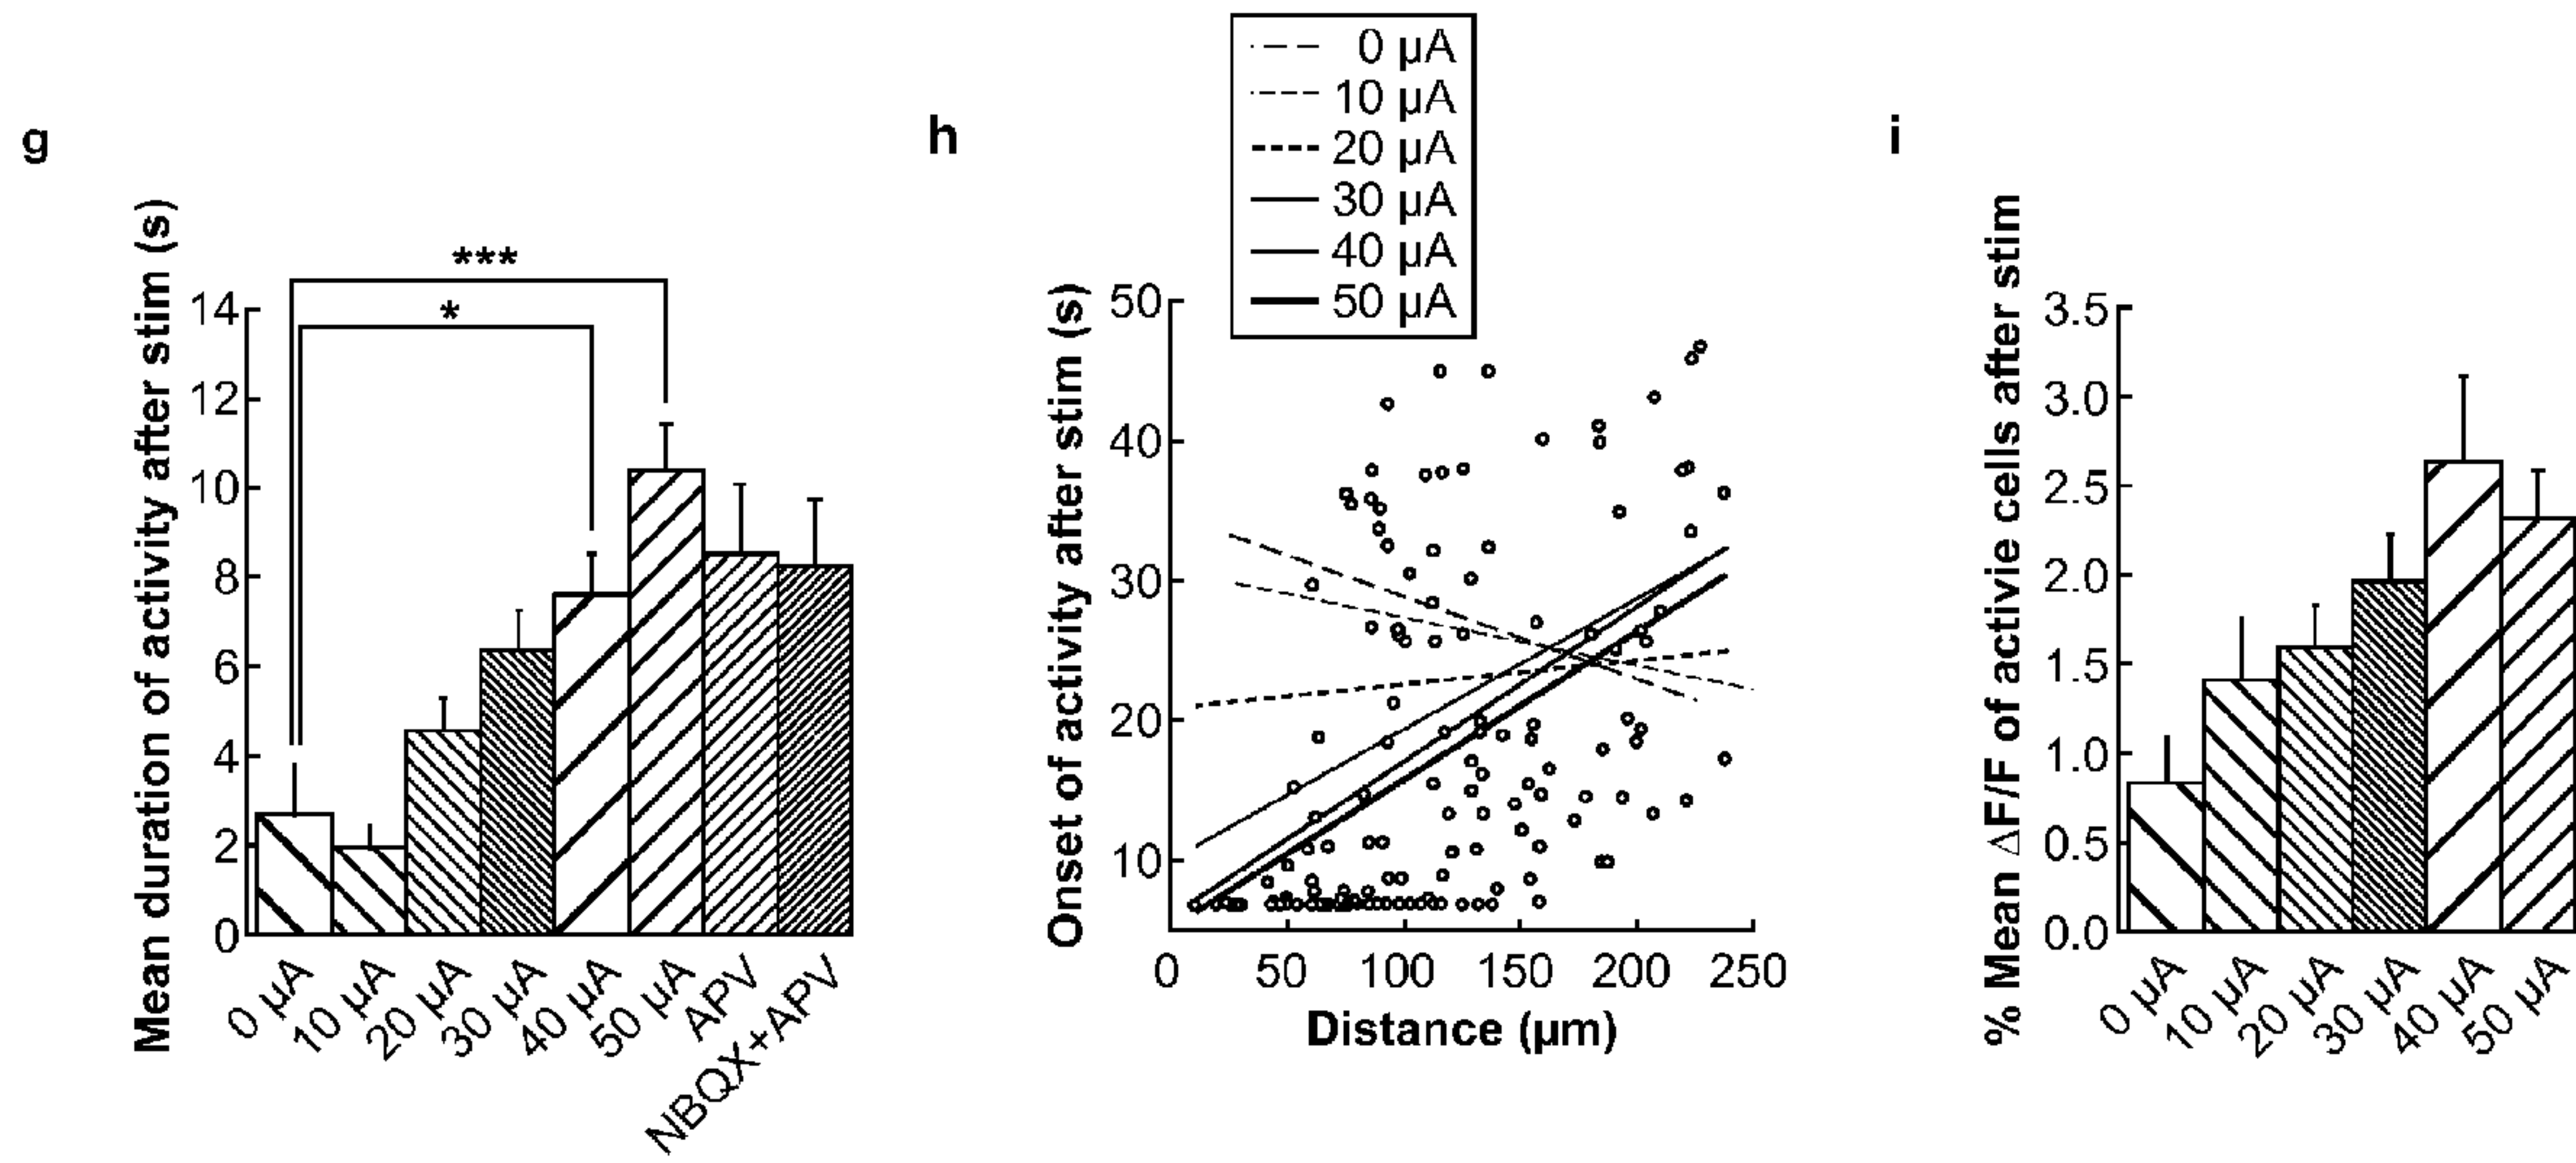 g
Mean duration of activity after stim (s)
14
12
10
8
6
4
2
0
***
*
0 µA
10 µA
20 µA
30 µA
40 µA
50 µA
APV
NBQX+APV
h
0 µA
10 µA
20 µA
30 µA
40 µA
50 µA
Onset of activity after stim (s)
50
40
30
20
10
0
50
100
150
200
250
Distance (µm)
i
% Mean △F/F of activie cells after stim
3.5
3.0
2.5
2.0
1.5
1.0
0.5
0.0
0 µA
10 µA
20 µA
30 µA
40 µA
50 µA